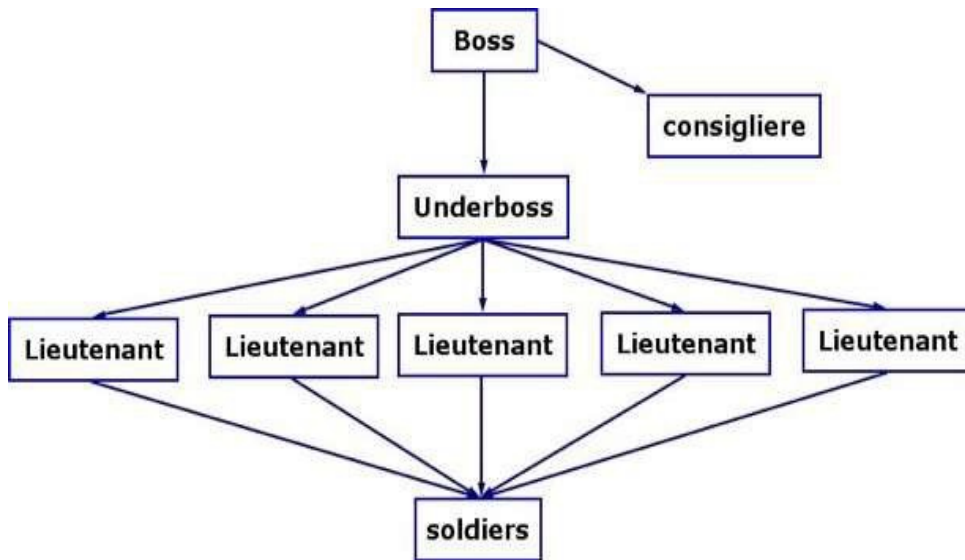 Boss
consigliere
Underboss
Lieutenant
Lieutenant
Lieutenant
Lieutenant
Lieutenant
soldiers